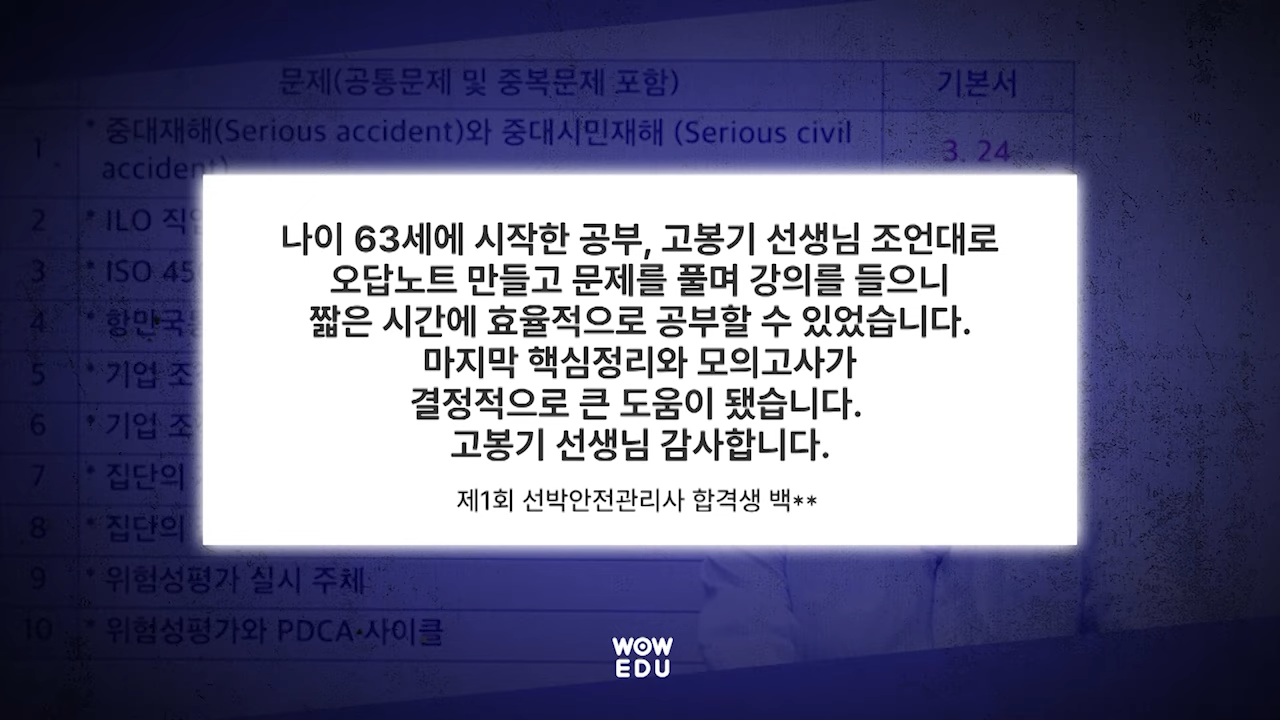 문제(공통문제 및 중복문제 포함) 기본서
1 * 중대재해(Serious accident)와 중대시민재해 (Serious civil
accident) 3. 24
2 * ILO
3 * ISO 45
4
5 * 기업 조
6 * 기업 조
7 * 집단의
8 * 집단의
9 * 위험성평가 실시 주체
10 * 위험성평가와 PDCA 사이클
나이 63세에 시작한 공부, 고봉기 선생님 조언대로
오답노트 만들고 문제를 풀며 강의를 들으니
짧은 시간에 효율적으로 공부할 수 있었습니다.
마지막 핵심정리와 모의고사가
결정적으로 큰 도움이 됐습니다.
고봉기 선생님 감사합니다.
제1회 선박안전관리사 합격생 백**
WOW
EDU